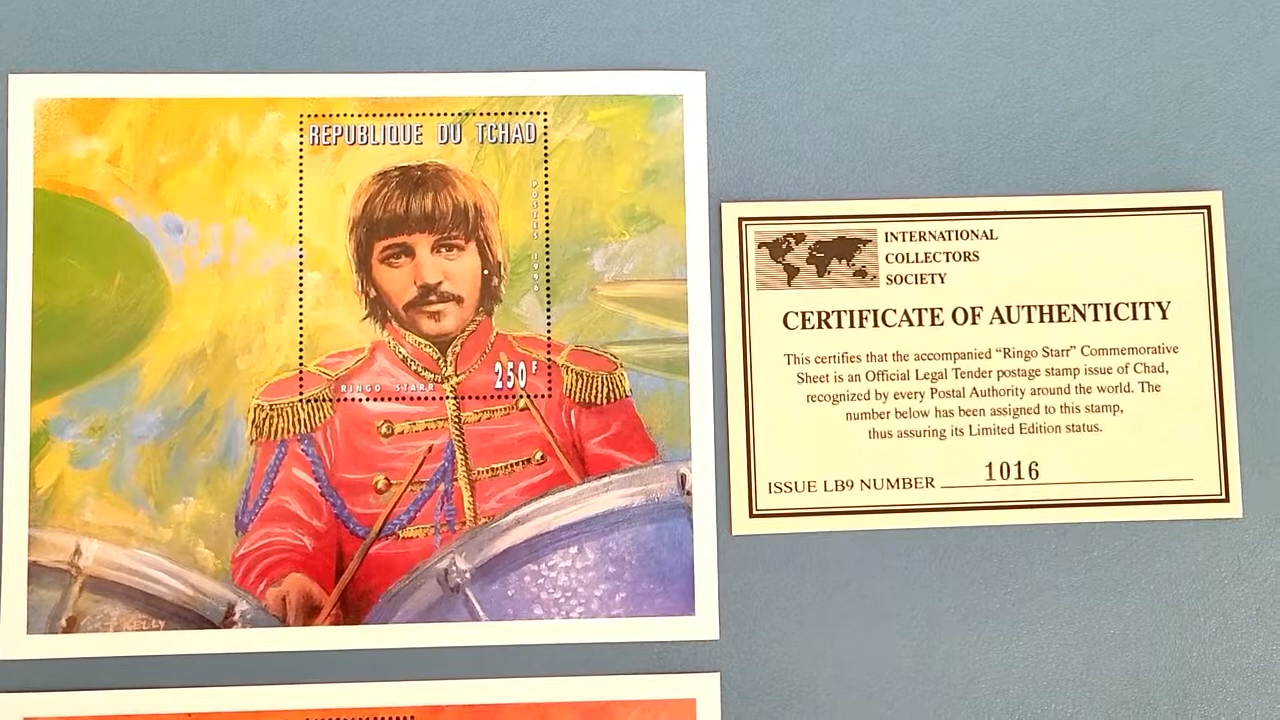 REPUBLIQUE DU TCHAD
POSTES 1996
RINGO STARR
250F
KELLY
INTERNATIONAL
COLLECTORS
SOCIETY
CERTIFICATE OF AUTHENTICITY
This certifies that the accompanied “Ringo Starr” Commemorative
Sheet is an Official Legal Tender postage stamp issue of Chad,
recognized by every Postal Authority around the world. The
number below has been assigned to this stamp,
thus assuring its Limited Edition status.
ISSUE LB9 NUMBER 1016